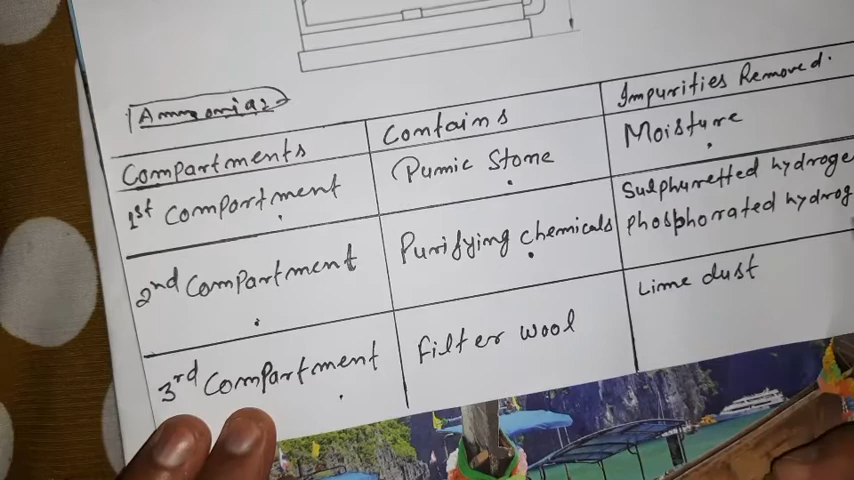 Ammonia:
Compartments Contains Impurities Removed.
1st Compartment Pumic Stone Moisture
2nd Compartment Purifying chemicals Sulphuretted hydroge
phosphorated hydrog
3rd Compartment Filter wool Lime dust